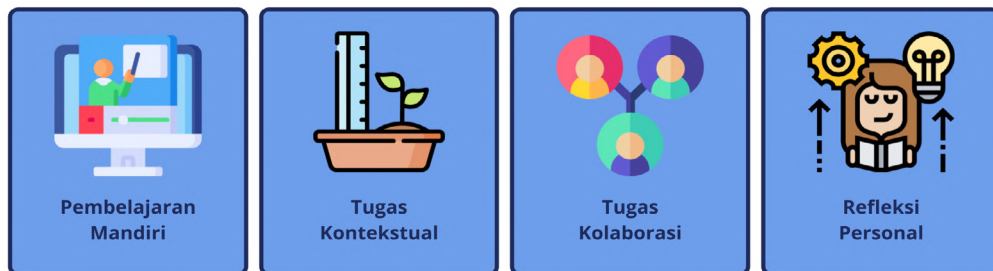 Pembelajaran
Mandiri
Tugas
Kontekstual
Tugas
Kolaborasi
Refleksi
Personal